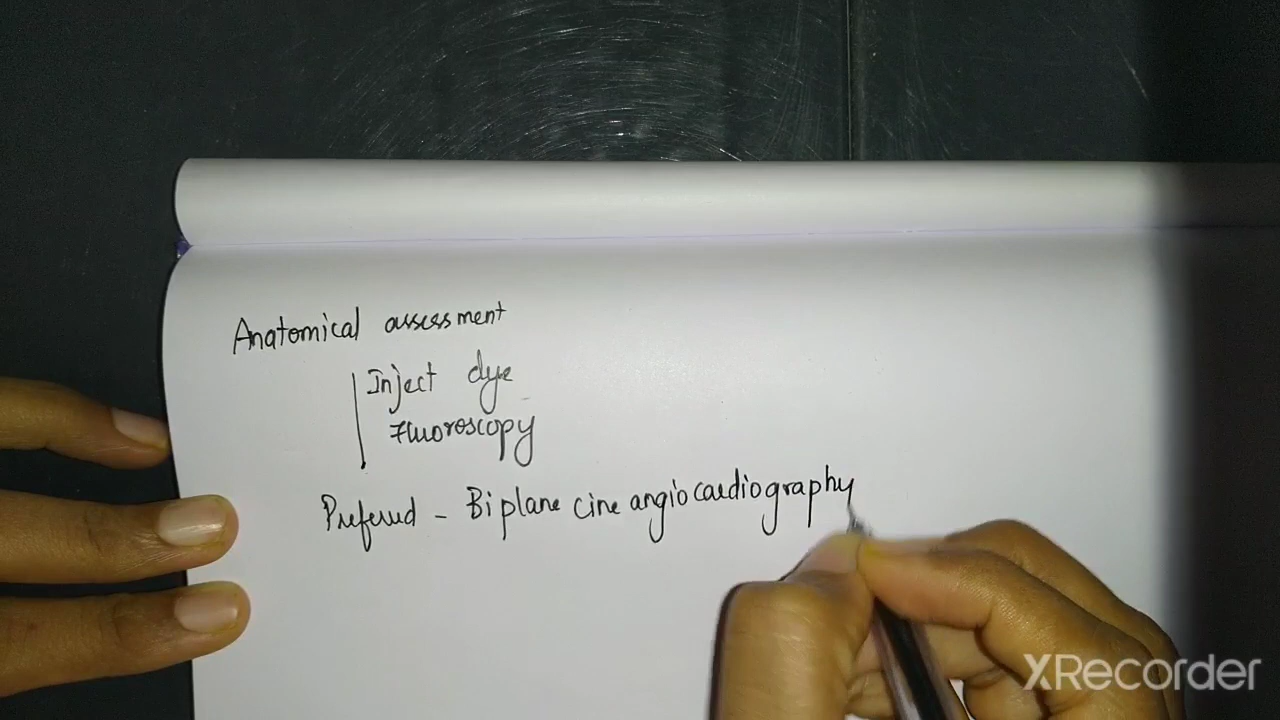 Anatomical assessment
Inject dye
Fluoroscopy
Preferred - Biplane cine angiocardiography
XRecorder